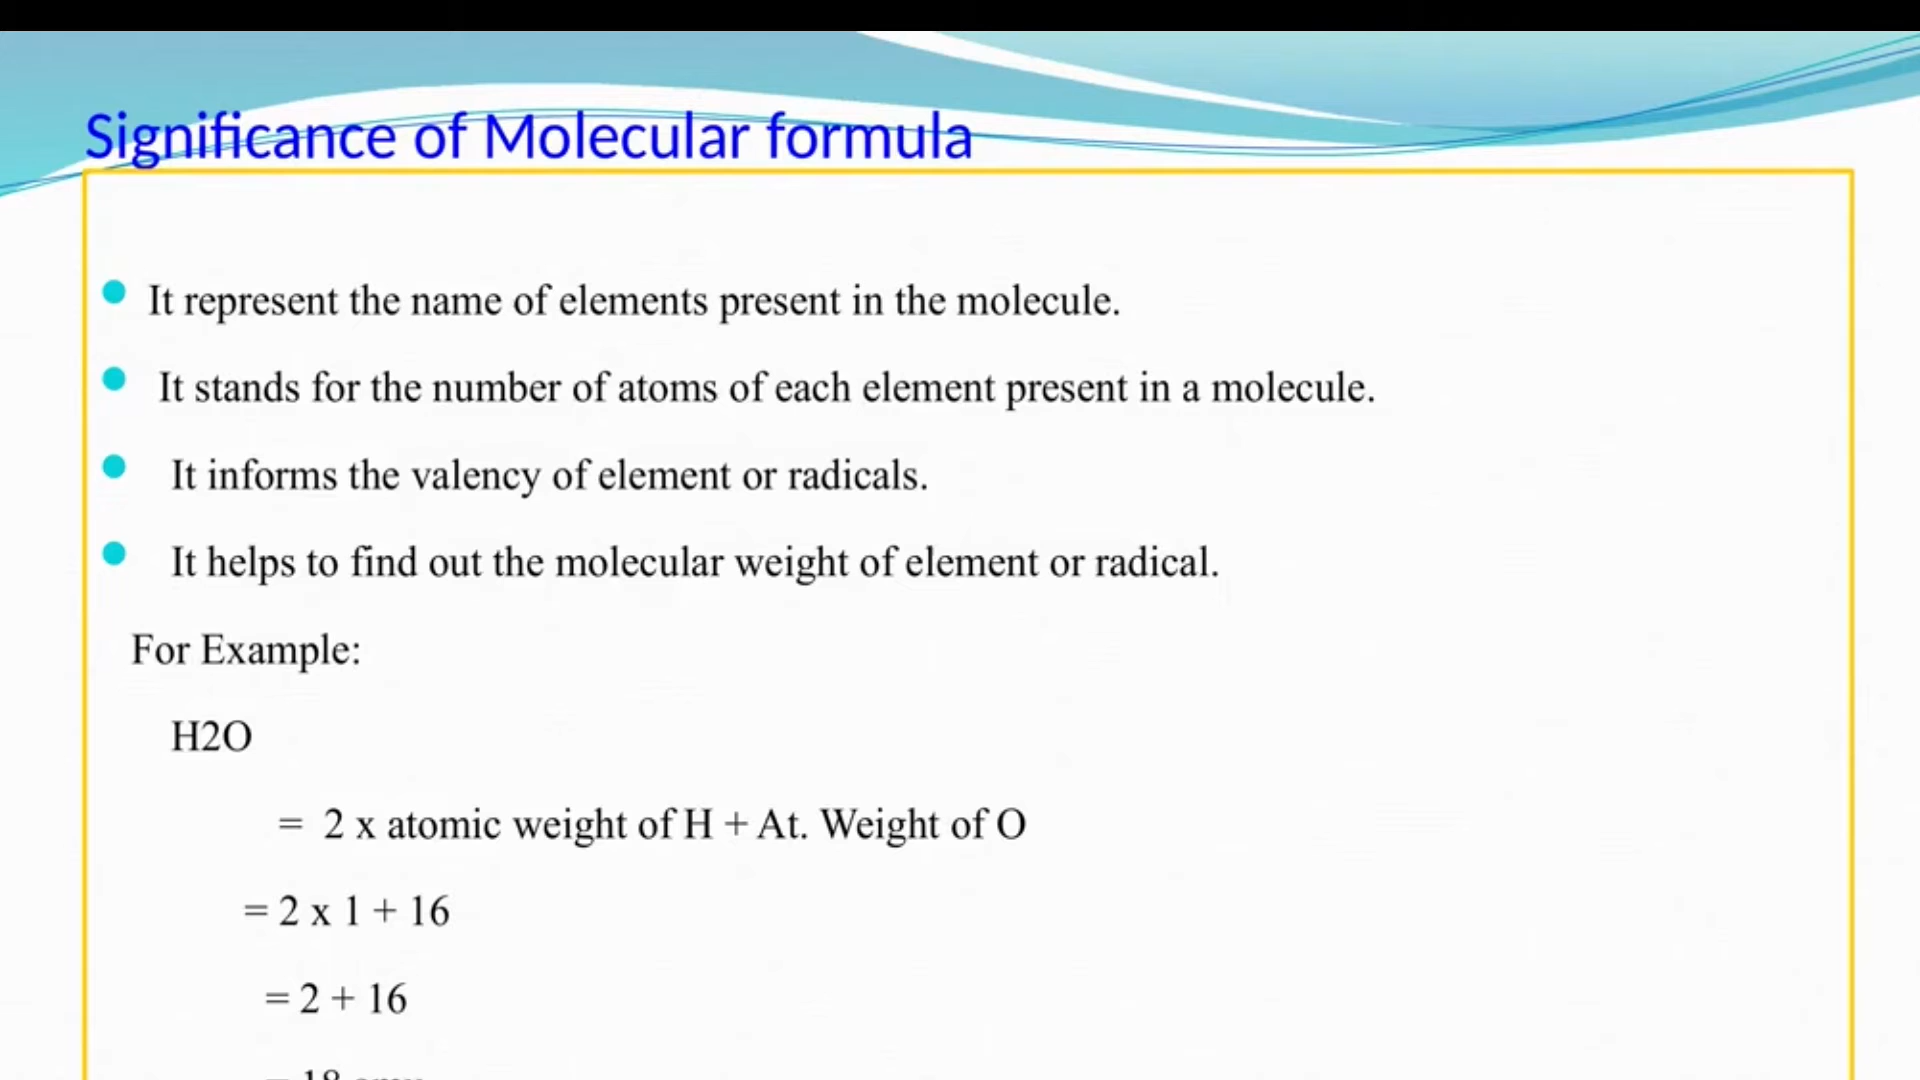 Significance of Molecular formula
It represent the name of elements present in the molecule.
It stands for the number of atoms of each element present in a molecule.
It informs the valency of element or radicals.
It helps to find out the molecular weight of element or radical.
For Example:
H2O
= 2 x atomic weight of H + At. Weight of O
= 2 x 1 + 16
= 2 + 16